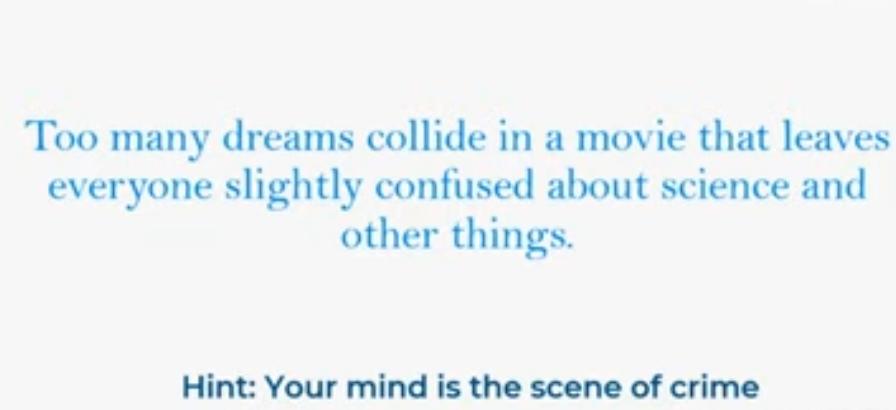 Too many dreams collide in a movie that leaves
everyone slightly confused about science and
other things.
Hint: Your mind is the scene of crime